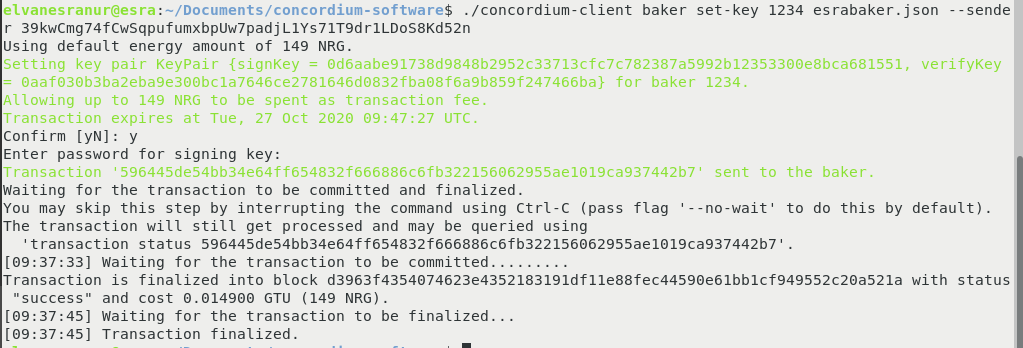 elvanesranur@esra:~/Documents/concordium-software$ ./concordium-client baker set-key 1234 esrabaker.json --sende
r 39kwCmg74fCwSqpufumxbpUw7padjL1Ys71T9dr1LDoS8Kd52n
Using default energy amount of 149 NRG.
Setting key pair KeyPair {signKey = 0d6aabe91738d9848b2952c33713cfc7c782387a5992b12353300e8bca681551, verifyKey
= 0aaf030b3ba2eba9e300bc1a7646ce2781646d0832fba08f6a9b859f247466ba} for baker 1234.
Allowing up to 149 NRG to be spent as transaction fee.
Transaction expires at Tue, 27 Oct 2020 09:47:27 UTC.
Confirm [yN]: y
Enter password for signing key:
Transaction '596445de54bb34e64ff654832f666886c6fb322156062955ae1019ca937442b7' sent to the baker.
Waiting for the transaction to be committed and finalized.
You may skip this step by interrupting the command using Ctrl-C (pass flag '--no-wait' to do this by default).
The transaction will still get processed and may be queried using
  'transaction status 596445de54bb34e64ff654832f666886c6fb322156062955ae1019ca937442b7'.
[09:37:33] Waiting for the transaction to be committed.........
Transaction is finalized into block d3963f4354074623e4352183191df11e88fec44590e61bb1cf949552c20a521a with status
 "success" and cost 0.014900 GTU (149 NRG).
[09:37:45] Waiting for the transaction to be finalized...
[09:37:45] Transaction finalized.